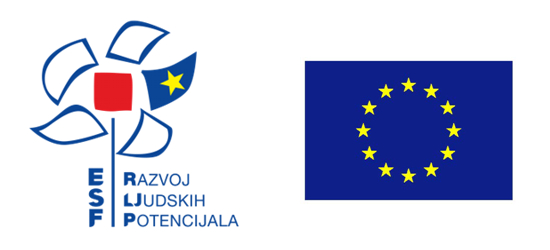 ESF
RAZVOJ
LJUDSKIH
POTENCIJALA